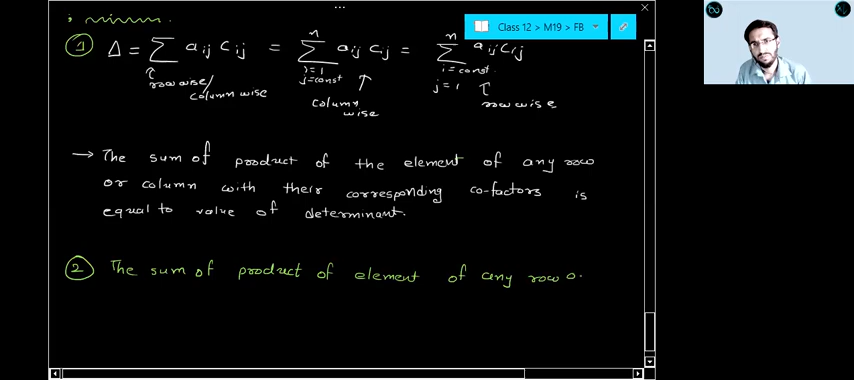 Class 12 > M19 > FB
① Δ = ∑ aij cij = ∑ aij cij = ∑ aij cij
n n
i=1 i=const.
j=const j=1
↑ ↑ ↑
row wise/ column wise row wise
column wise
→ The sum of product of the element of any row
or column with their corresponding co-factors is
equal to value of determinant.
② The sum of product of element of any row o.